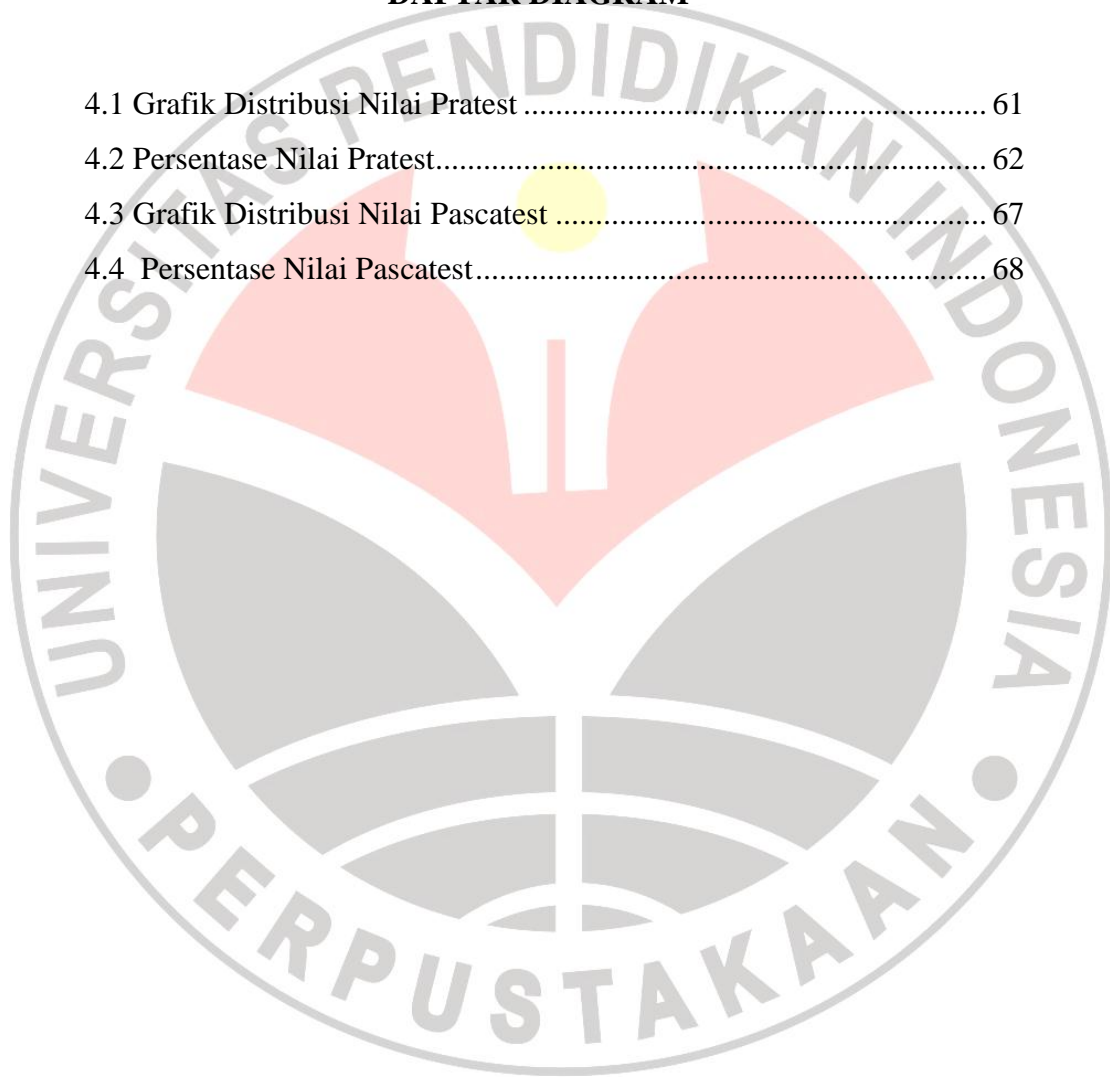 DAFTAR DIAGRAM
4.1 Grafik Distribusi Nilai Pratest .......................................................... 61
4.2 Persentase Nilai Pratest..................................................................... 62
4.3 Grafik Distribusi Nilai Pascatest ...................................................... 67
4.4 Persentase Nilai Pascatest................................................................ 68
UNIVERSITAS PENDIDIKAN INDONESIA
PERPUSTAKAAN